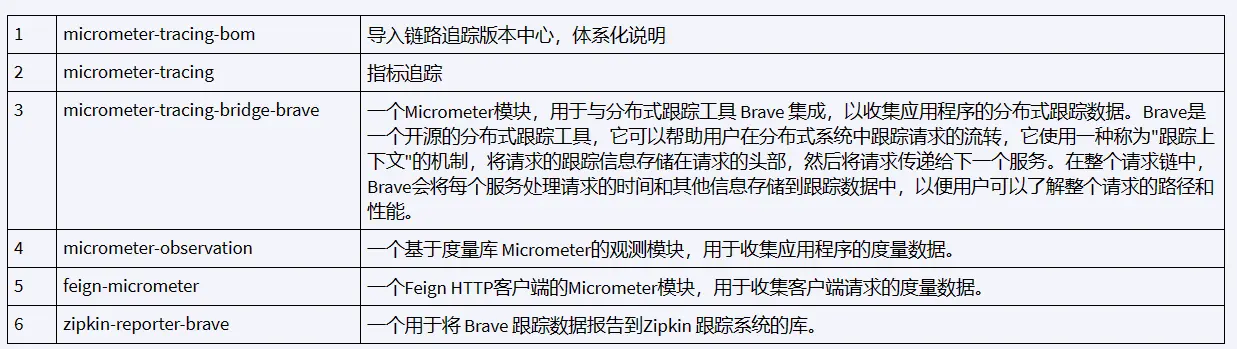 1 micrometer-tracing-bom 导入链路追踪版本中心，体系化说明
2 micrometer-tracing 指标追踪
3 micrometer-tracing-bridge-brave 一个Micrometer模块，用于与分布式跟踪工具 Brave 集成，以收集应用程序的分布式跟踪数据。Brave是
一个开源的分布式跟踪工具，它可以帮助用户在分布式系统中跟踪请求的流转，它使用一种称为"跟踪上
下文"的机制，将请求的跟踪信息存储在请求的头部，然后将请求传递给下一个服务。在整个请求链中，
Brave会将每个服务处理请求的时间和其他信息存储到跟踪数据中，以便用户可以了解整个请求的路径和
性能。
4 micrometer-observation 一个基于度量库 Micrometer的观测模块，用于收集应用程序的度量数据。
5 feign-micrometer 一个Feign HTTP客户端的Micrometer模块，用于收集客户端请求的度量数据。
6 zipkin-reporter-brave 一个用于将 Brave 跟踪数据报告到Zipkin 跟踪系统的库。